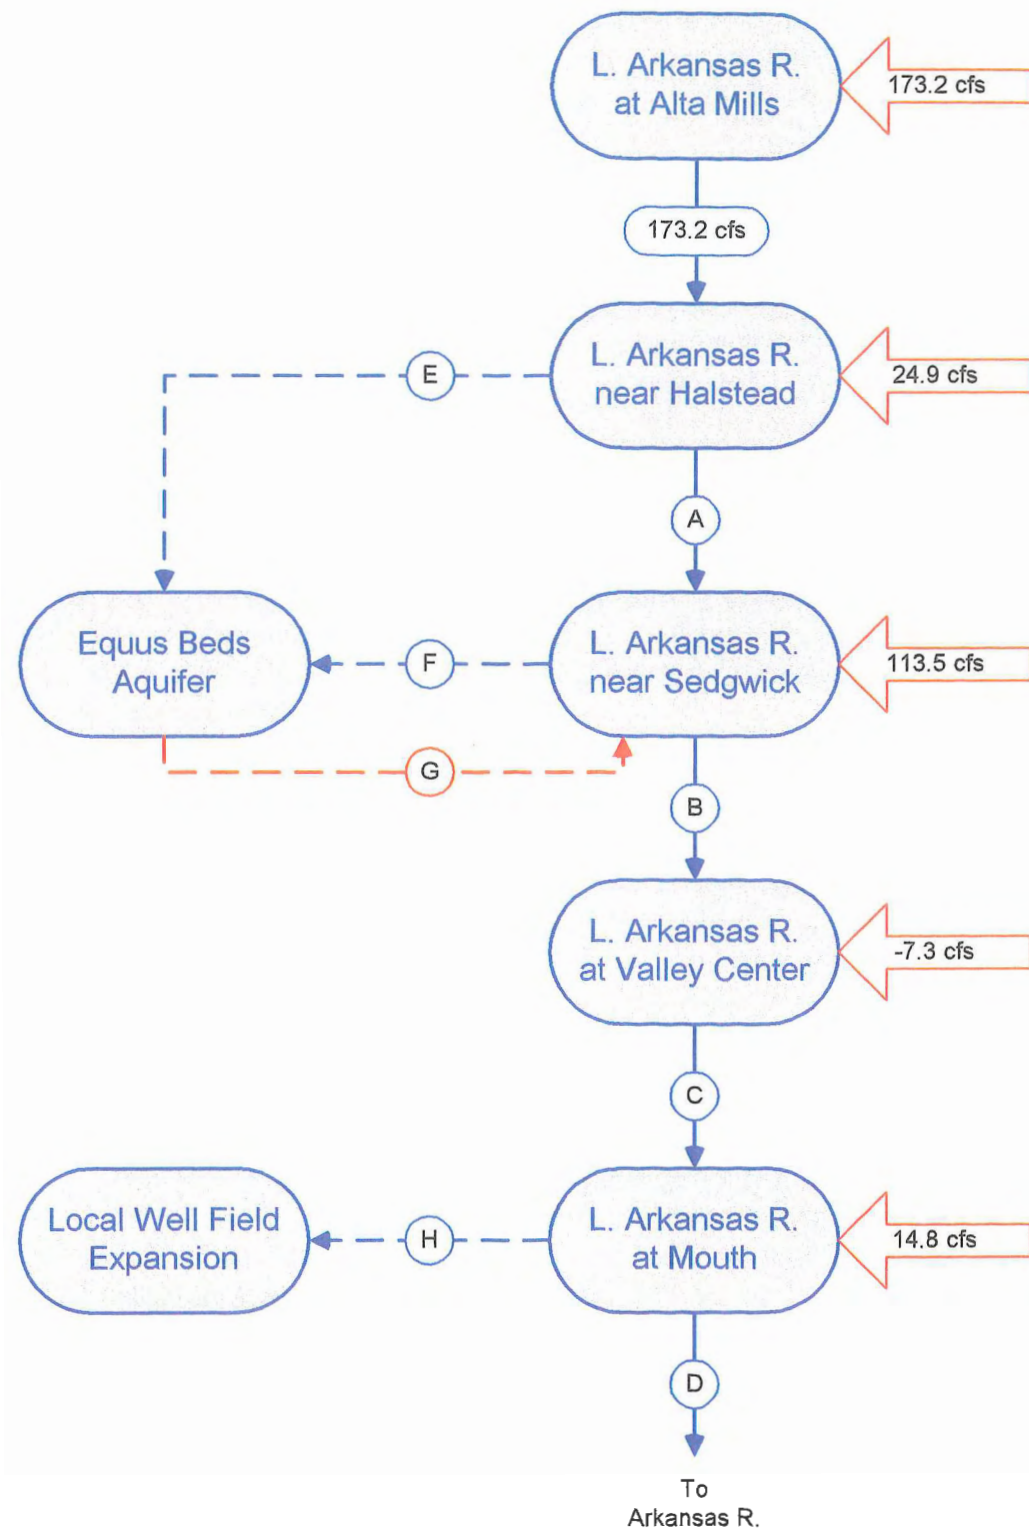 L. Arkansas R.
at Alta Mills
173.2 cfs
173.2 cfs
L. Arkansas R.
near Halstead
24.9 cfs
E
A
Equus Beds
Aquifer
F
L. Arkansas R.
near Sedgwick
113.5 cfs
G
B
L. Arkansas R.
at Valley Center
-7.3 cfs
C
Local Well Field
Expansion
H
L. Arkansas R.
at Mouth
14.8 cfs
D
To
Arkansas R.